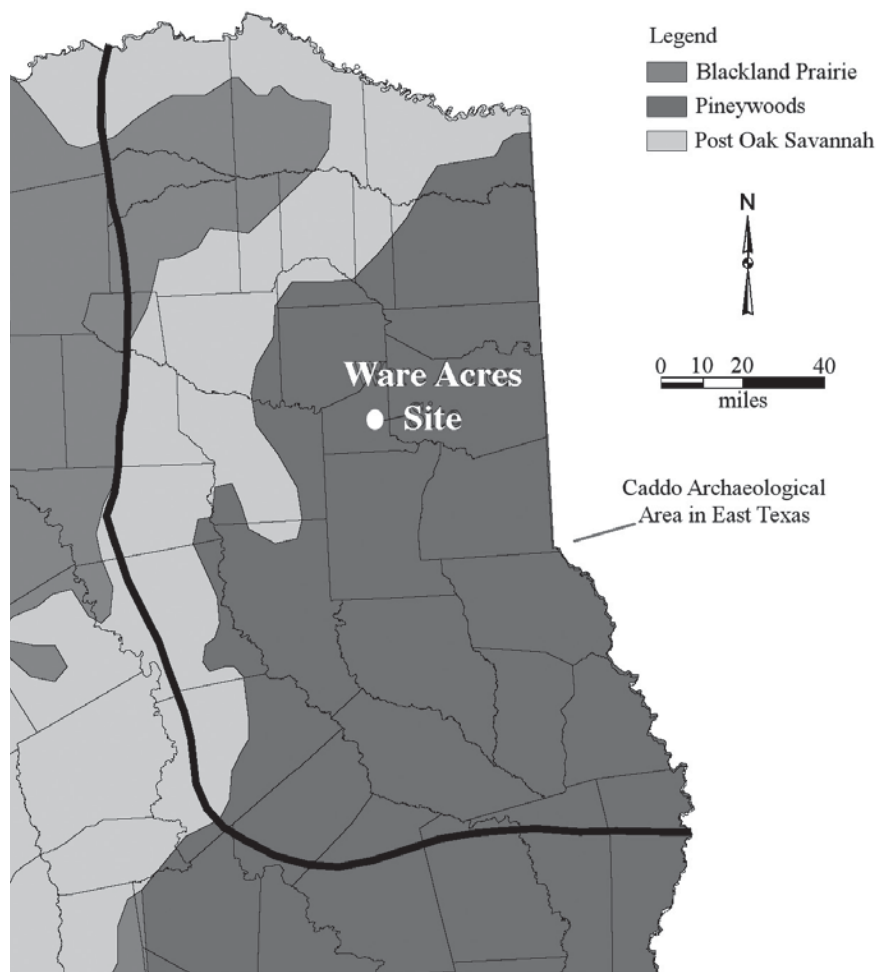 Legend
Blackland Prairie
Pineywoods
Post Oak Savannah
N
0 10 20 40
miles
Ware Acres
Site
Caddo Archaeological
Area in East Texas